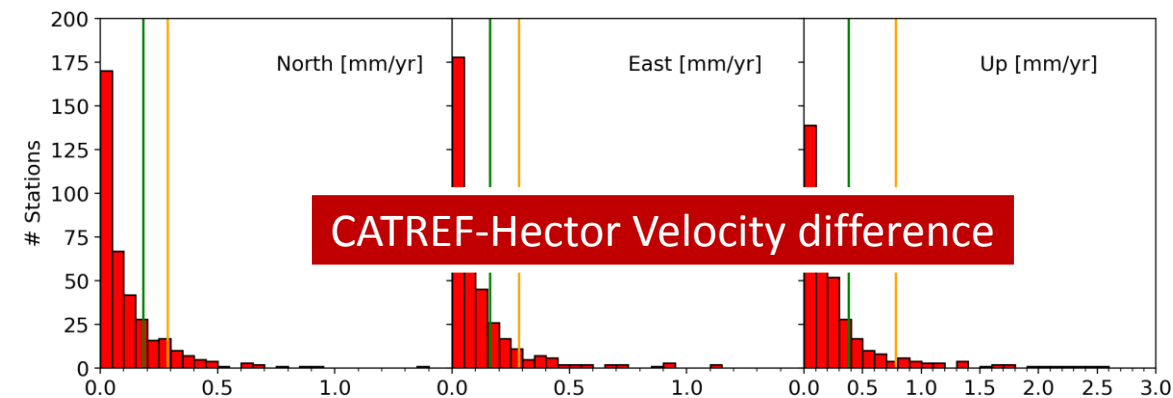 200
175
150
125
100
75
50
25
0
# Stations
North [mm/yr]
East [mm/yr]
Up [mm/yr]
CATREF-Hector Velocity difference
0.0 0.5 1.0
0.0 0.5 1.0
0.0 0.5 1.0 1.5 2.0 2.5 3.0